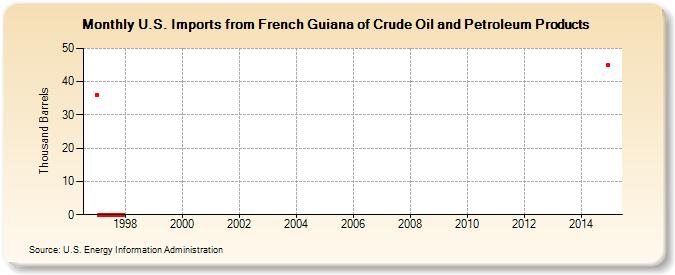 Monthly U.S. Imports from French Guiana of Crude Oil and Petroleum Products
Thousand Barrels
50
40
30
20
10
0
1998 2000 2002 2004 2006 2008 2010 2012 2014
Source: U.S. Energy Information Administration